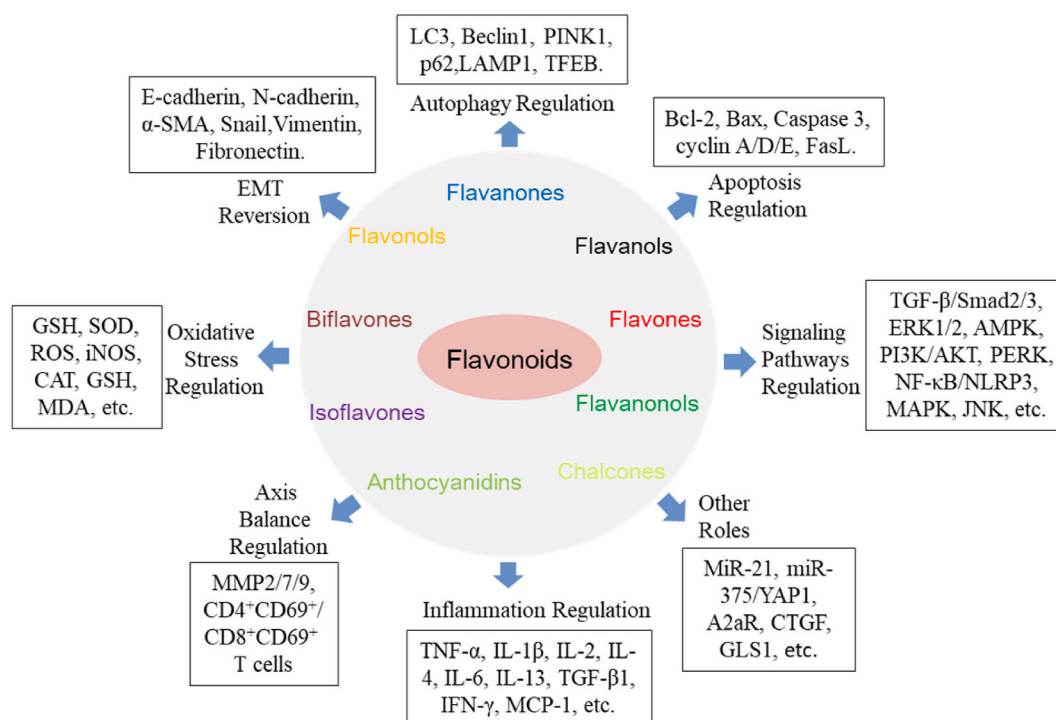 LC3, Beclin1, PINK1,
p62,LAMP1, TFEB.
Autophagy Regulation
E-cadherin, N-cadherin,
α-SMA, Snail,Vimentin,
Fibronectin.
EMT
Reversion
Bcl-2, Bax, Caspase 3,
cyclin A/D/E, FasL.
Apoptosis
Regulation
Flavanones
Flavonols
Flavanols
Biflavones
Flavones
Flavonoids
Isoflavones
Flavanonols
Anthocyanidins
Chalcones
GSH, SOD,
ROS, iNOS,
CAT, GSH,
MDA, etc.
Oxidative
Stress
Regulation
Signaling
Pathways
Regulation
TGF-β/Smad2/3,
ERK1/2, AMPK,
PI3K/AKT, PERK,
NF-κB/NLRP3,
MAPK, JNK, etc.
Axis
Balance
Regulation
MMP2/7/9,
CD4⁺CD69⁺/
CD8⁺CD69⁺
T cells
Inflammation Regulation
TNF-α, IL-1β, IL-2, IL-
4, IL-6, IL-13, TGF-β1,
IFN-γ, MCP-1, etc.
Other
Roles
MiR-21, miR-
375/YAP1,
A2aR, CTGF,
GLS1, etc.